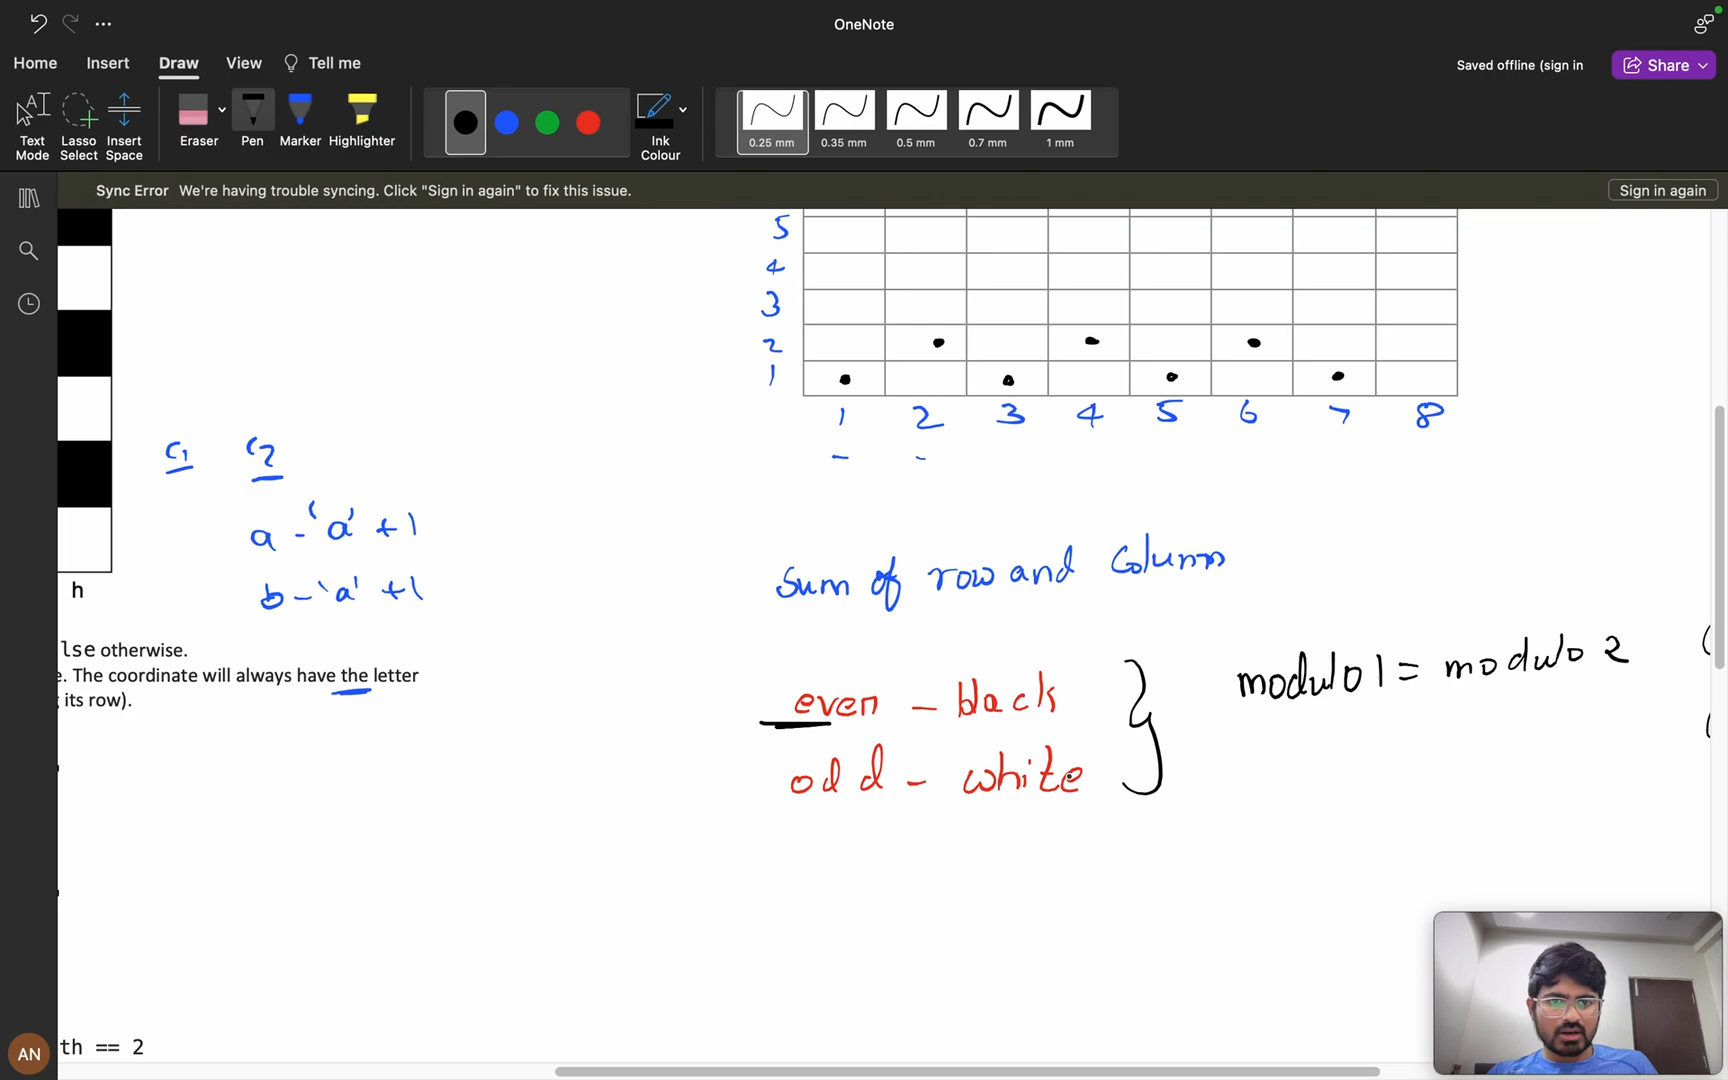 OneNote
Home Insert Draw View Tell me
Saved offline (sign in
Share
Text Mode
Lasso Select
Insert Space
Eraser
Pen
Marker
Highlighter
Ink Colour
0.25 mm
0.35 mm
0.5 mm
0.7 mm
1 mm
Sync Error We're having trouble syncing. Click "Sign in again" to fix this issue.
Sign in again
5
4
3
2
1
1 2 3 4 5 6 7 8
c1 c2
a - 'a' + 1
b - 'a' + 1
h
lse otherwise.
e. The coordinate will always have the letter
its row).
Sum of row and column
even - black
odd - white
modulo 1 = modulo 2
th == 2
AN